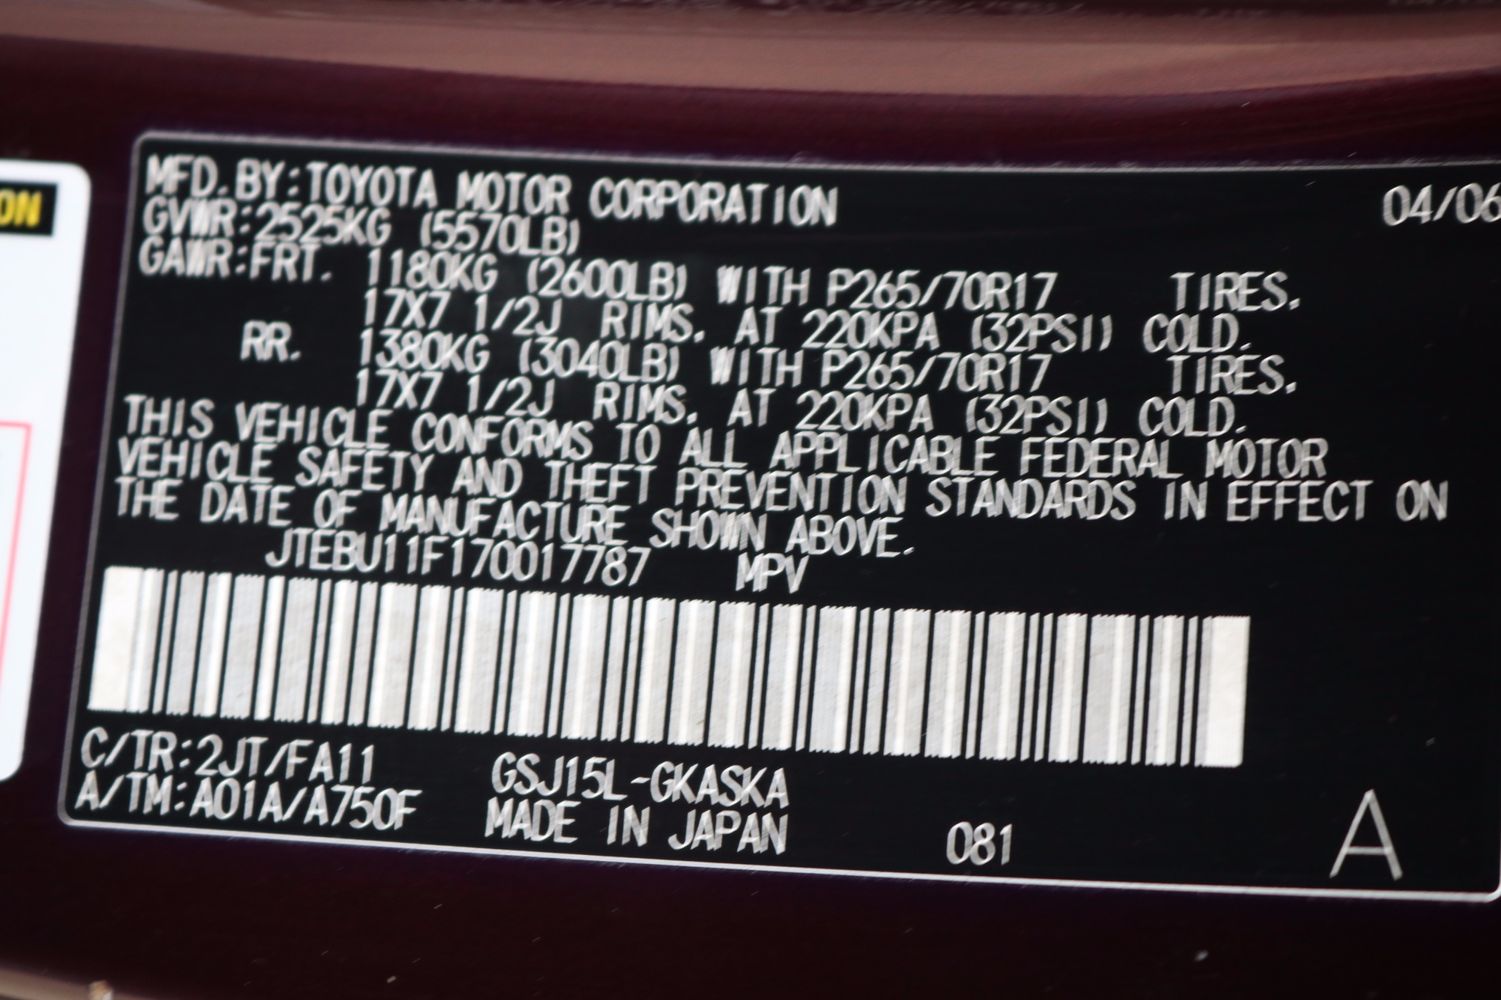 ON
MFD. BY: TOYOTA MOTOR CORPORATION 04/06
GVWR: 2525KG (5570LB)
GAWR: FRT. 1180KG (2600LB) WITH P265/70R17 TIRES,
17X7 1/2J RIMS, AT 220KPA (32PSI) COLD.
RR. 1380KG (3040LB) WITH P265/70R17 TIRES,
17X7 1/2J RIMS, AT 220KPA (32PSI) COLD.
THIS VEHICLE CONFORMS TO ALL APPLICABLE FEDERAL MOTOR
VEHICLE SAFETY AND THEFT PREVENTION STANDARDS IN EFFECT ON
THE DATE OF MANUFACTURE SHOWN ABOVE.
JTEBU11F170017787 MPV
C/TR: 2JT/FA11 GSJ15L-GKASKA
A/TM: A01A/A750F MADE IN JAPAN 081 A